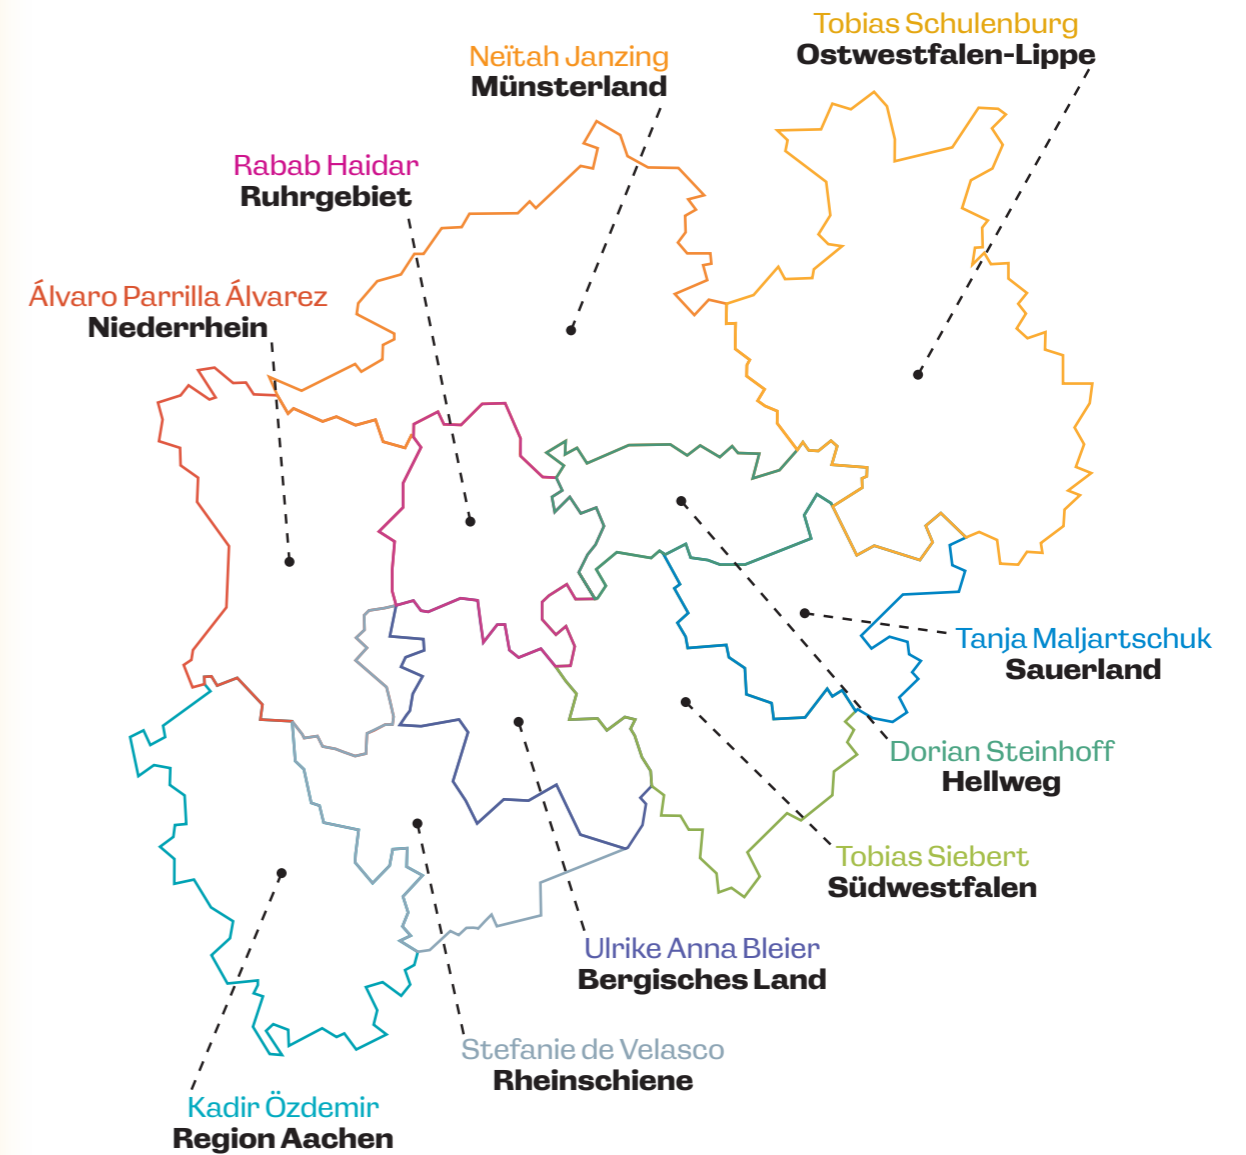 Tobias Schulenburg
Ostwestfalen-Lippe
Neïtah Janzing
Münsterland
Rabab Haidar
Ruhrgebiet
Álvaro Parrilla Álvarez
Niederrhein
Tanja Maljartschuk
Sauerland
Dorian Steinhoff
Hellweg
Tobias Siebert
Südwestfalen
Ulrike Anna Bleier
Bergisches Land
Stefanie de Velasco
Rheinschiene
Kadir Özdemir
Region Aachen